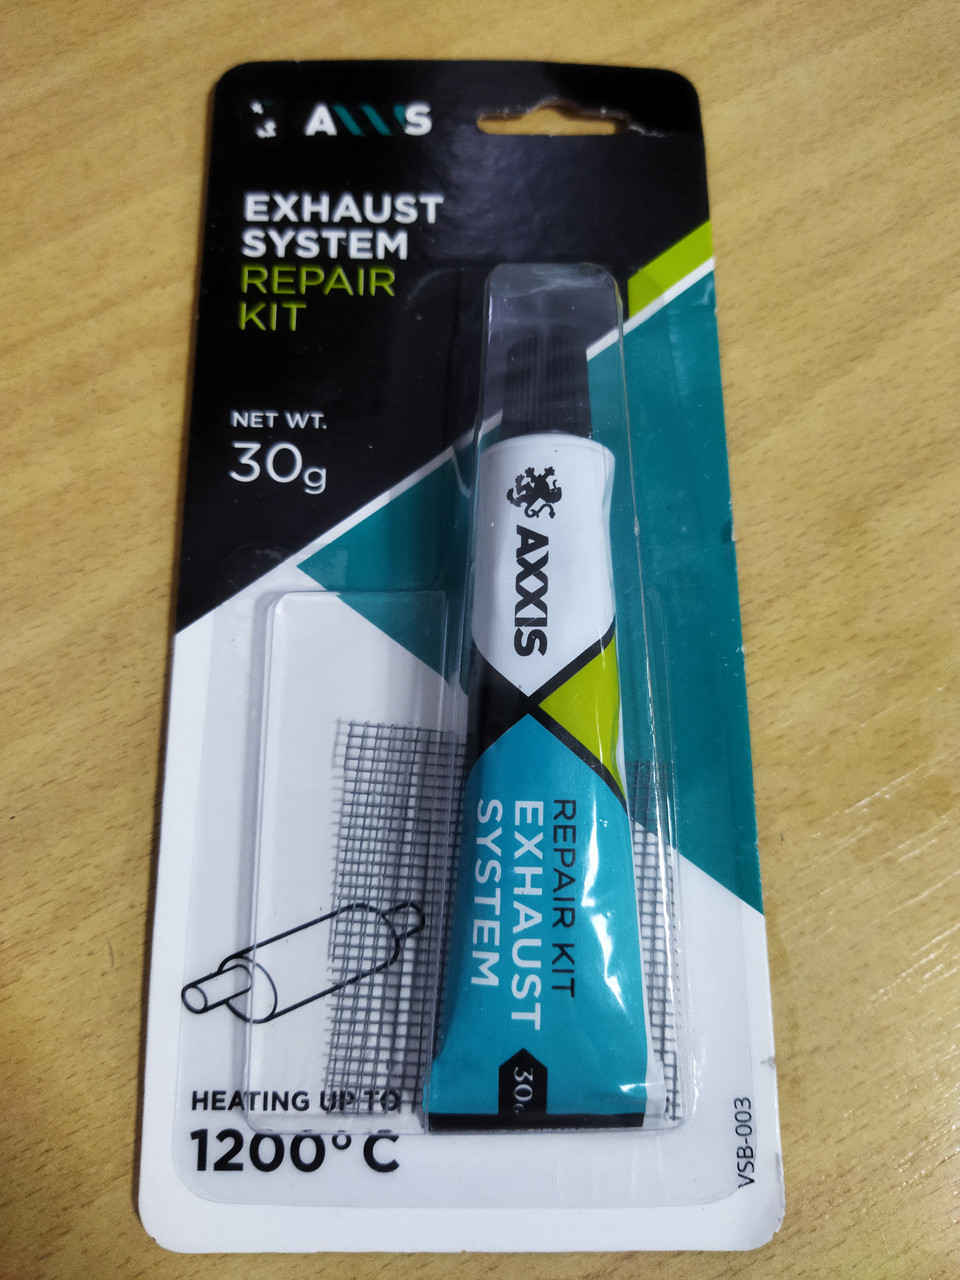 AXXIS
EXHAUST
SYSTEM
REPAIR
KIT
NET WT.
30g
AXXIS
REPAIR KIT
EXHAUST
SYSTEM
30g
HEATING UP TO
1200°C
VSB-003